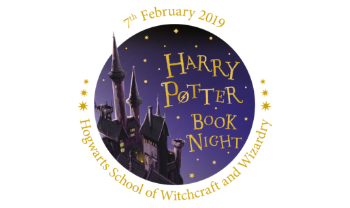 7th February 2019
HARRY
POTTER
BOOK
NIGHT
Hogwarts School of Witchcraft and Wizardry